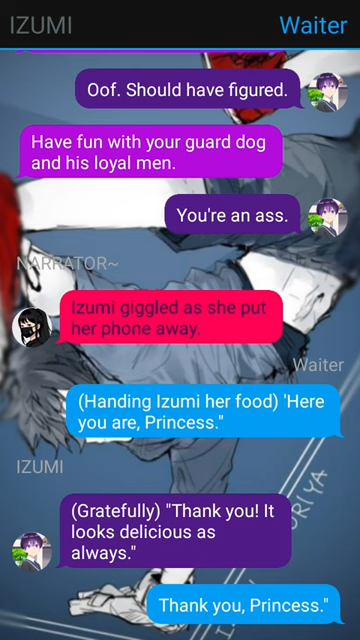 IZUMI
Waiter
Oof. Should have figured.
Have fun with your guard dog
and his loyal men.
You're an ass.
NARRATOR~
Izumi giggled as she put
her phone away.
Waiter
(Handing Izumi her food) 'Here
you are, Princess."
IZUMI
(Gratefully) "Thank you! It
looks delicious as
always."
Thank you, Princess."